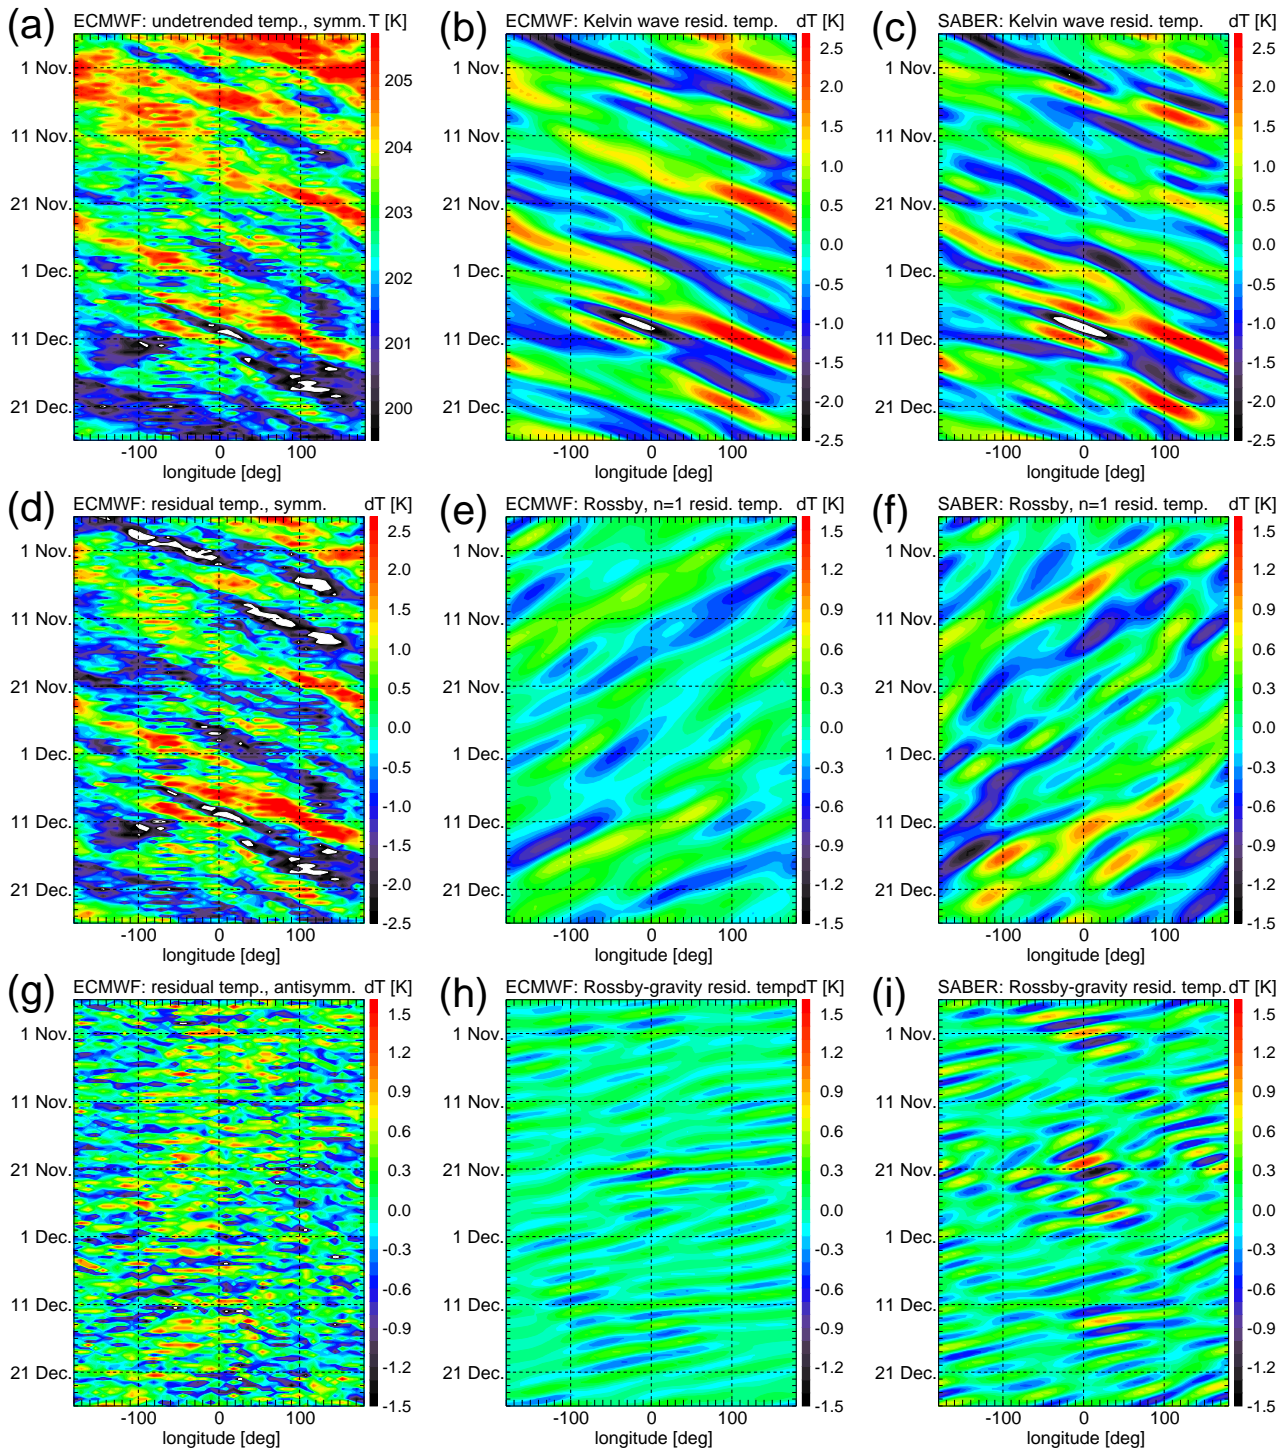 (a) ECMWF: undetrended temp., symm. T [K]
205
204
203
202
201
200
1 Nov.
11 Nov.
21 Nov.
1 Dec.
11 Dec.
21 Dec.
-100 0 100
longitude [deg]
(b) ECMWF: Kelvin wave resid. temp. dT [K]
2.5
2.0
1.5
1.0
0.5
0.0
-0.5
-1.0
-1.5
-2.0
-2.5
1 Nov.
11 Nov.
21 Nov.
1 Dec.
11 Dec.
21 Dec.
-100 0 100
longitude [deg]
(c) SABER: Kelvin wave resid. temp. dT [K]
2.5
2.0
1.5
1.0
0.5
0.0
-0.5
-1.0
-1.5
-2.0
-2.5
1 Nov.
11 Nov.
21 Nov.
1 Dec.
11 Dec.
21 Dec.
-100 0 100
longitude [deg]
(d) ECMWF: residual temp., symm. dT [K]
2.5
2.0
1.5
1.0
0.5
0.0
-0.5
-1.0
-1.5
-2.0
-2.5
1 Nov.
11 Nov.
21 Nov.
1 Dec.
11 Dec.
21 Dec.
-100 0 100
longitude [deg]
(e) ECMWF: Rossby, n=1 resid. temp. dT [K]
1.5
1.2
0.9
0.6
0.3
0.0
-0.3
-0.6
-0.9
-1.2
-1.5
1 Nov.
11 Nov.
21 Nov.
1 Dec.
11 Dec.
21 Dec.
-100 0 100
longitude [deg]
(f) SABER: Rossby, n=1 resid. temp. dT [K]
1.5
1.2
0.9
0.6
0.3
0.0
-0.3
-0.6
-0.9
-1.2
-1.5
1 Nov.
11 Nov.
21 Nov.
1 Dec.
11 Dec.
21 Dec.
-100 0 100
longitude [deg]
(g) ECMWF: residual temp., antisymm. dT [K]
1.5
1.2
0.9
0.6
0.3
0.0
-0.3
-0.6
-0.9
-1.2
-1.5
1 Nov.
11 Nov.
21 Nov.
1 Dec.
11 Dec.
21 Dec.
-100 0 100
longitude [deg]
(h) ECMWF: Rossby-gravity resid. temp. dT [K]
1.5
1.2
0.9
0.6
0.3
0.0
-0.3
-0.6
-0.9
-1.2
-1.5
1 Nov.
11 Nov.
21 Nov.
1 Dec.
11 Dec.
21 Dec.
-100 0 100
longitude [deg]
(i) SABER: Rossby-gravity resid. temp. dT [K]
1.5
1.2
0.9
0.6
0.3
0.0
-0.3
-0.6
-0.9
-1.2
-1.5
1 Nov.
11 Nov.
21 Nov.
1 Dec.
11 Dec.
21 Dec.
-100 0 100
longitude [deg]